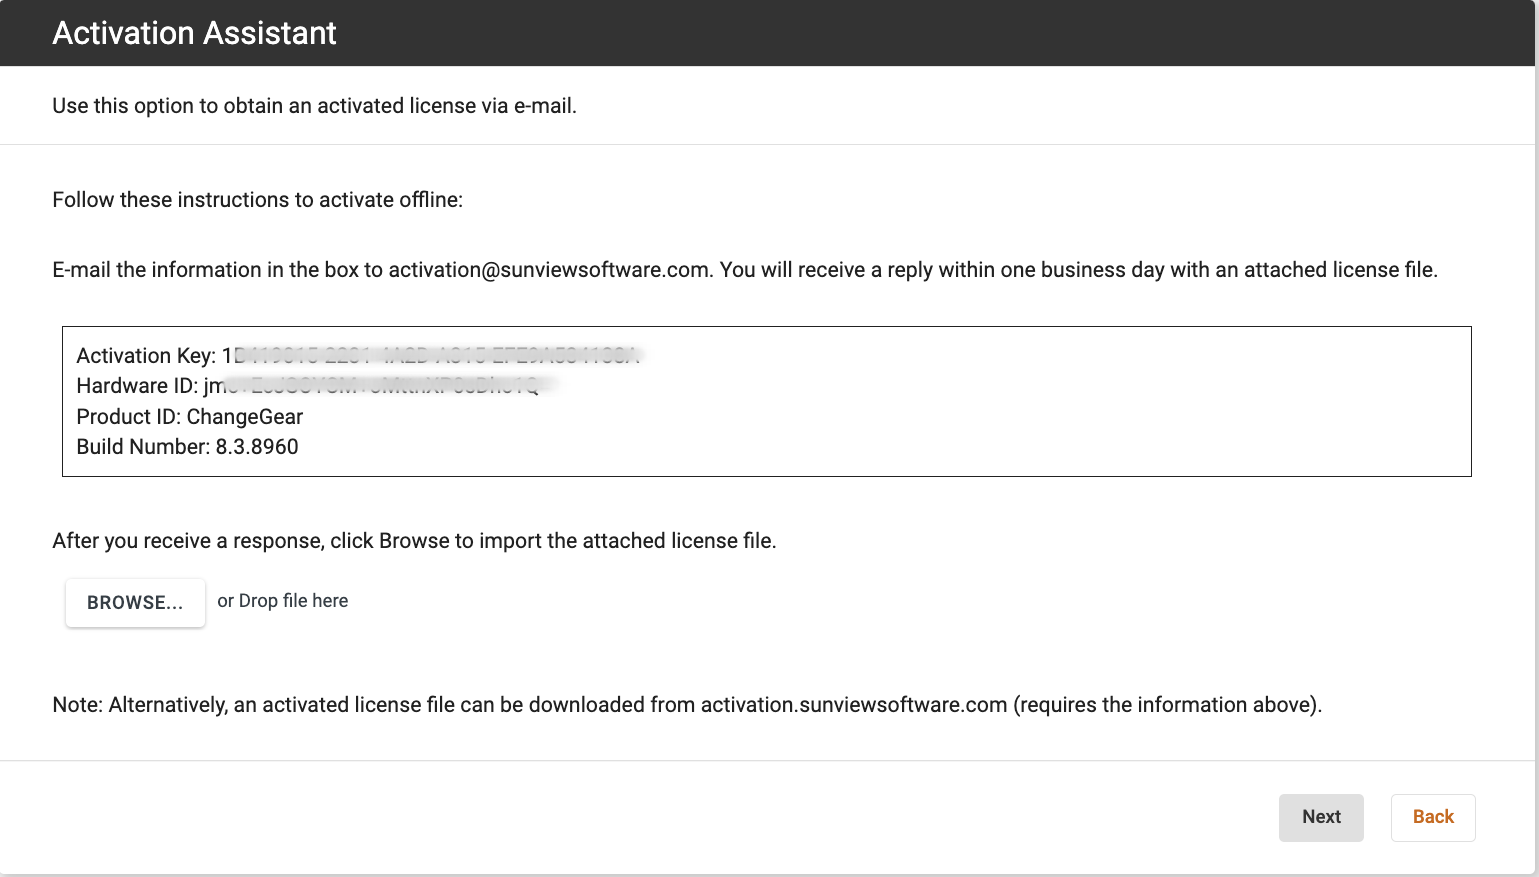 Activation Assistant
Use this option to obtain an activated license via e-mail.
Follow these instructions to activate offline:
E-mail the information in the box to activation@sunviewsoftware.com. You will receive a reply within one business day with an attached license file.
Activation Key:
Hardware ID:
Product ID: ChangeGear
Build Number: 8.3.8960
After you receive a response, click Browse to import the attached license file.
BROWSE... or Drop file here
Note: Alternatively, an activated license file can be downloaded from activation.sunviewsoftware.com (requires the information above).
Next Back